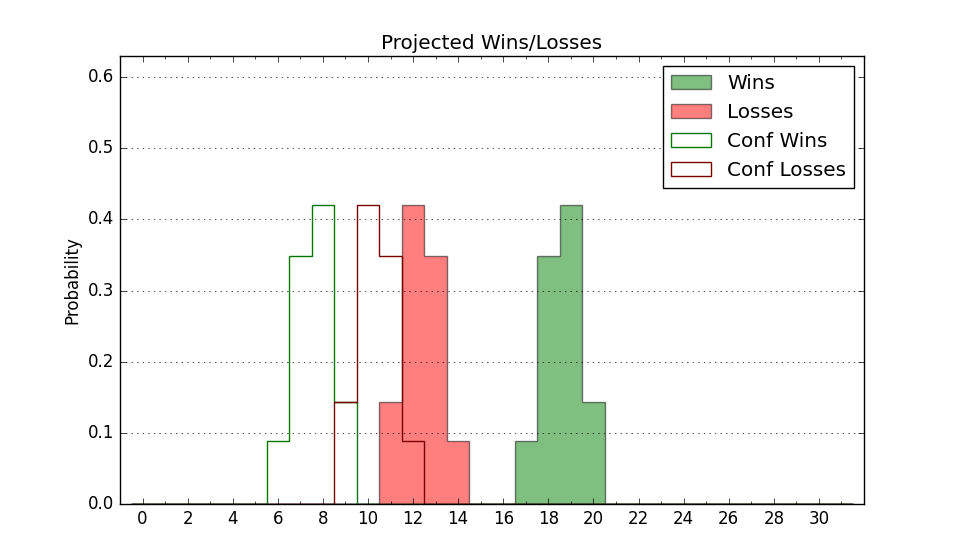 Projected Wins/Losses
0.6
0.5
0.4
0.3
0.2
0.1
0.0
Probability
Wins
Losses
Conf Wins
Conf Losses
0 2 4 6 8 10 12 14 16 18 20 22 24 26 28 30